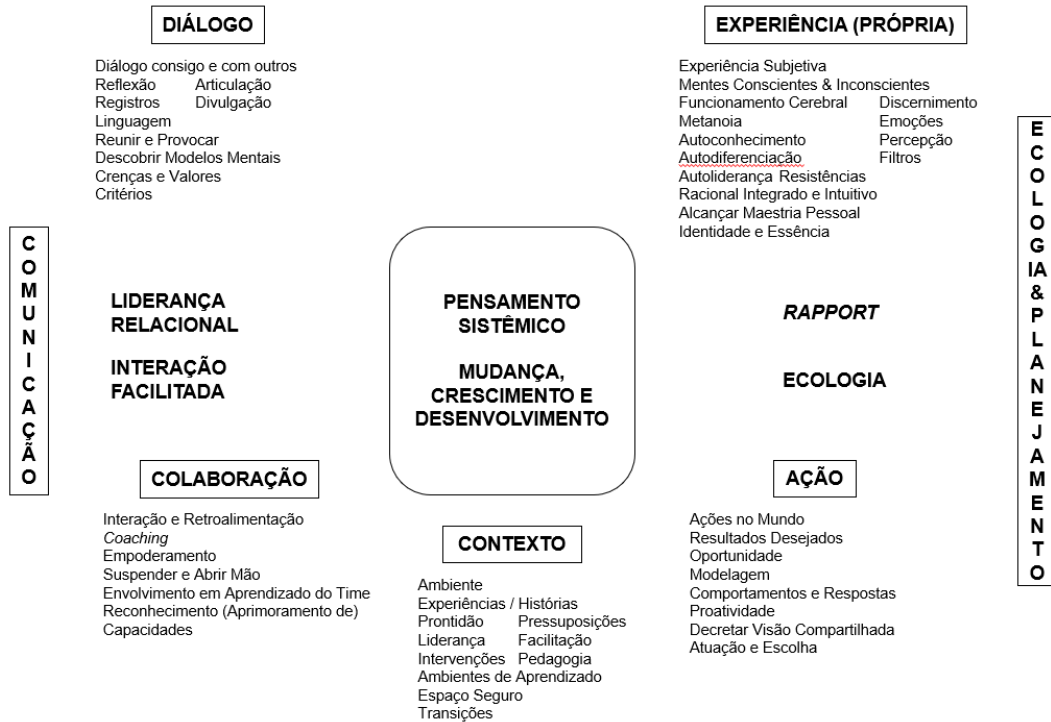 DIÁLOGO
Diálogo consigo e com outros
Reflexão Articulação
Registros Divulgação
Linguagem
Reunir e Provocar
Descobrir Modelos Mentais
Crenças e Valores
Critérios
EXPERIÊNCIA (PRÓPRIA)
Experiência Subjetiva
Mentes Conscientes & Inconscientes
Funcionamento Cerebral Discernimento
Metanoia Emoções
Autoconhecimento Percepção
Autodiferenciação Filtros
Autoliderança Resistências
Racional Integrado e Intuitivo
Alcançar Maestria Pessoal
Identidade e Essência
COMUNICAÇÃO
LIDERANÇA
RELACIONAL
INTERAÇÃO
FACILITADA
PENSAMENTO
SISTÊMICO
MUDANÇA,
CRESCIMENTO E
DESENVOLVIMENTO
RAPPORT
ECOLOGIA
ECOLOGIA&PLANEJAMENTO
COLABORAÇÃO
Interação e Retroalimentação
Coaching
Empoderamento
Suspender e Abrir Mão
Envolvimento em Aprendizado do Time
Reconhecimento (Aprimoramento de)
Capacidades
CONTEXTO
Ambiente
Experiências / Histórias
Prontidão Pressuposições
Liderança Facilitação
Intervenções Pedagogia
Ambientes de Aprendizado
Espaço Seguro
Transições
AÇÃO
Ações no Mundo
Resultados Desejados
Oportunidade
Modelagem
Comportamentos e Respostas
Proatividade
Decretar Visão Compartilhada
Atuação e Escolha